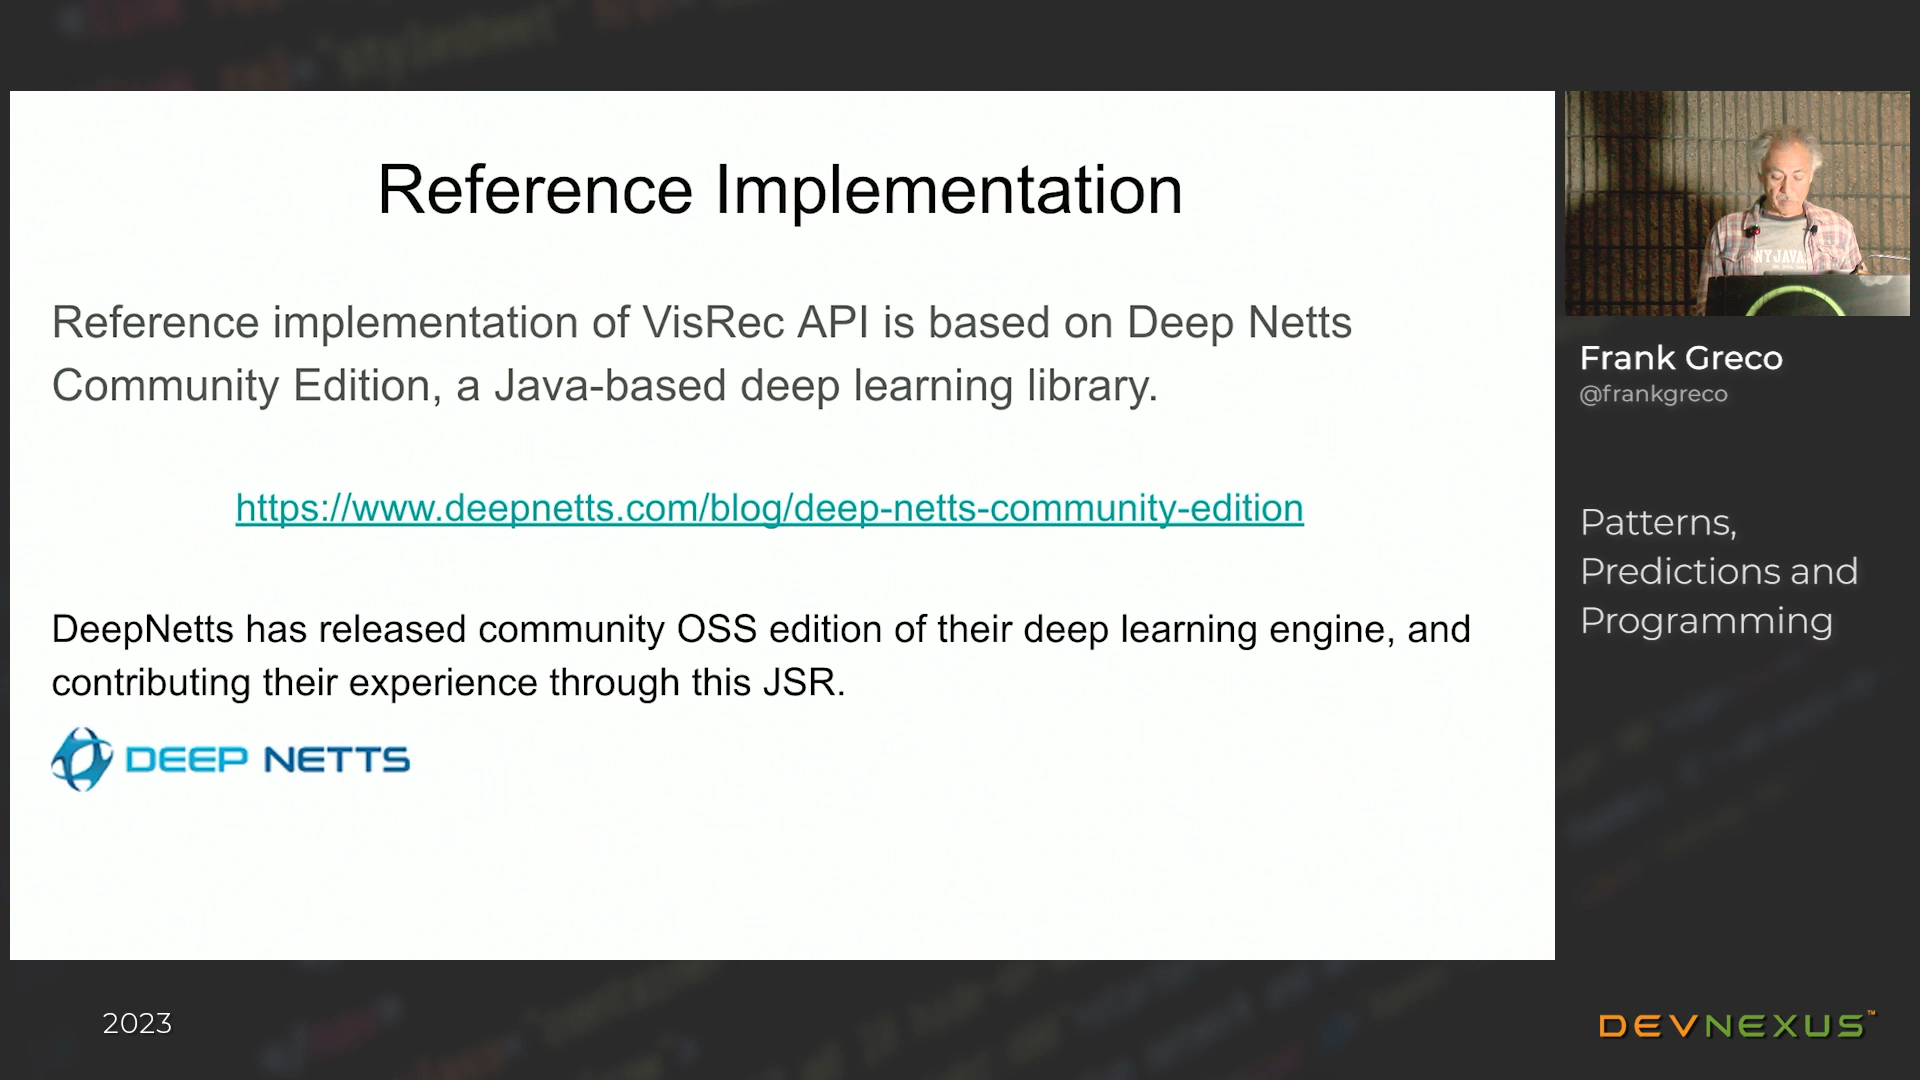 Reference Implementation
Reference implementation of VisRec API is based on Deep Netts
Community Edition, a Java-based deep learning library.
https://www.deepnetts.com/blog/deep-netts-community-edition
DeepNetts has released community OSS edition of their deep learning engine, and
contributing their experience through this JSR.
DEEP NETTS
NYJAVA
Frank Greco
@frankgreco
Patterns,
Predictions and
Programming
2023
DEVNEXUS™